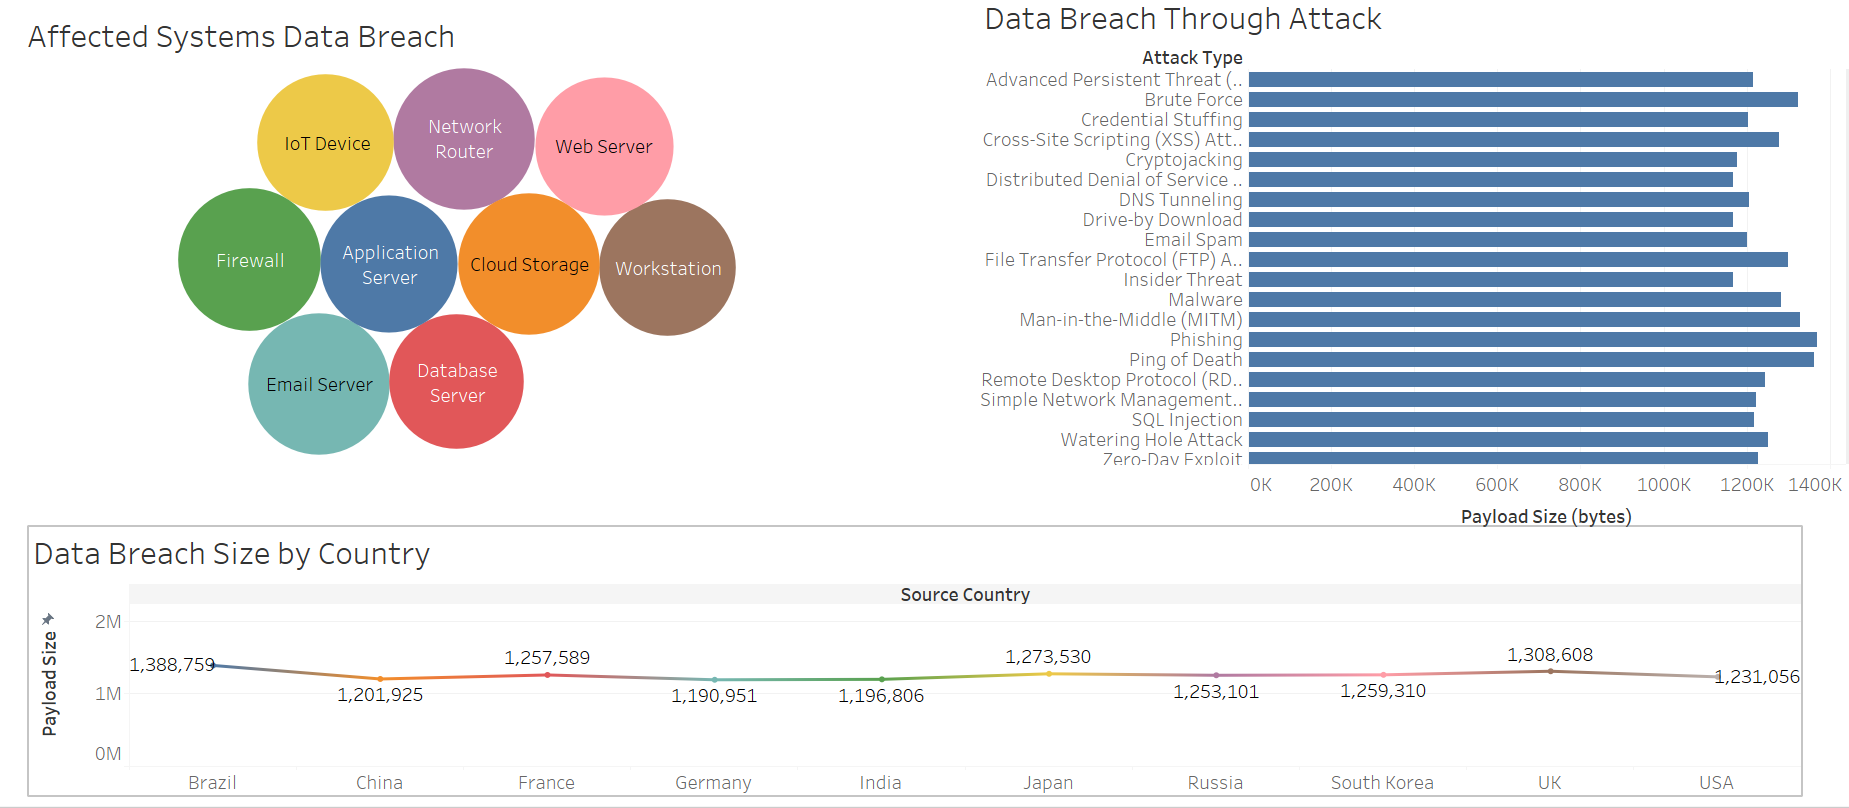 Affected Systems Data Breach
IoT Device
Network
Router
Web Server
Firewall
Application
Server
Cloud Storage
Workstation
Email Server
Database
Server
Data Breach Through Attack
Attack Type
Advanced Persistent Threat (..
Brute Force
Credential Stuffing
Cross-Site Scripting (XSS) Att..
Cryptojacking
Distributed Denial of Service ..
DNS Tunneling
Drive-by Download
Email Spam
File Transfer Protocol (FTP) A..
Insider Threat
Malware
Man-in-the-Middle (MITM)
Phishing
Ping of Death
Remote Desktop Protocol (RD..
Simple Network Management..
SQL Injection
Watering Hole Attack
Zero-Day Exploit
0K 200K 400K 600K 800K 1000K 1200K 1400K
Payload Size (bytes)
Data Breach Size by Country
Source Country
Payload Size
2M
1M
0M
1,388,759
1,201,925
1,257,589
1,190,951
1,196,806
1,273,530
1,253,101
1,259,310
1,308,608
1,231,056
Brazil China France Germany India Japan Russia South Korea UK USA